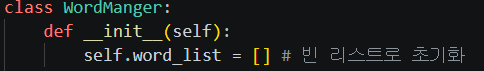 class WordManger:
    def __init__(self):
        self.word_list = [] # 빈 리스트로 초기화